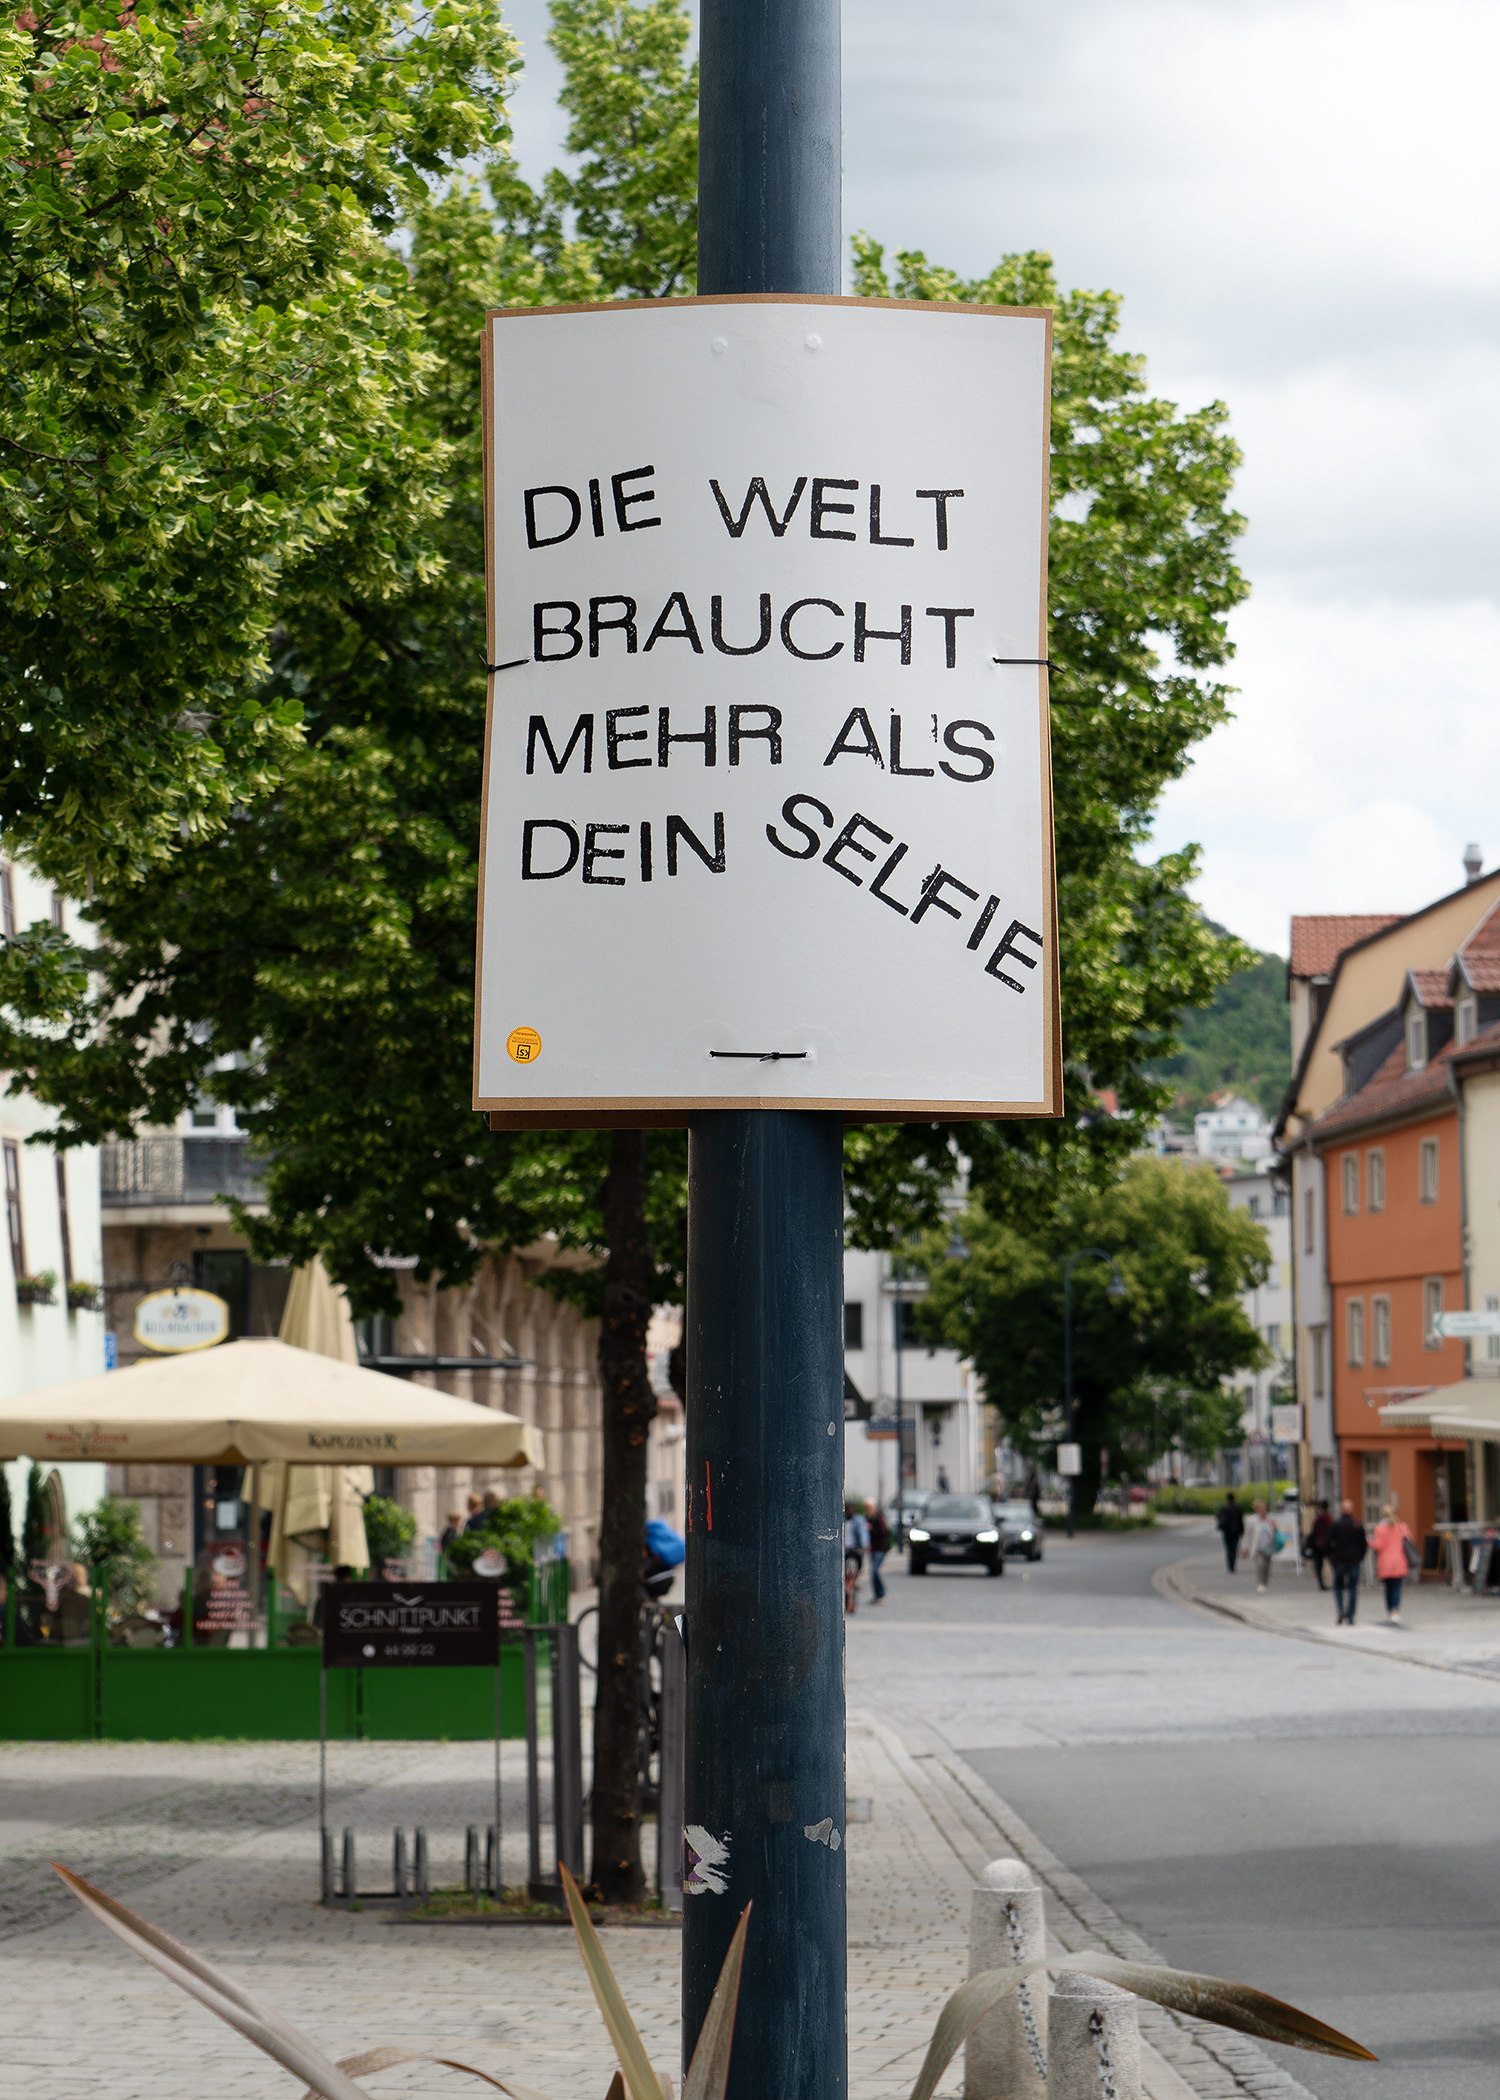 DIE WELT
BRAUCHT
MEHR ALS
DEIN SELFIE
KAPUZINER
SCHNITTPUNKT